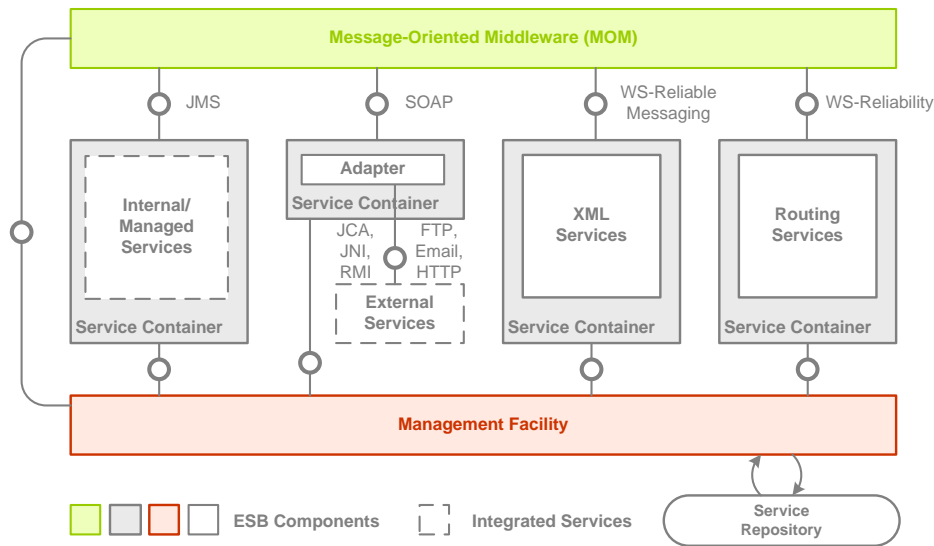 Message-Oriented Middleware (MOM)
JMS
SOAP
WS-Reliable
Messaging
WS-Reliability
Internal/
Managed
Services
Service Container
Adapter
Service Container
JCA,
JNI,
RMI
FTP,
Email,
HTTP
External
Services
XML
Services
Service Container
Routing
Services
Service Container
Management Facility
ESB Components
Integrated Services
Service
Repository